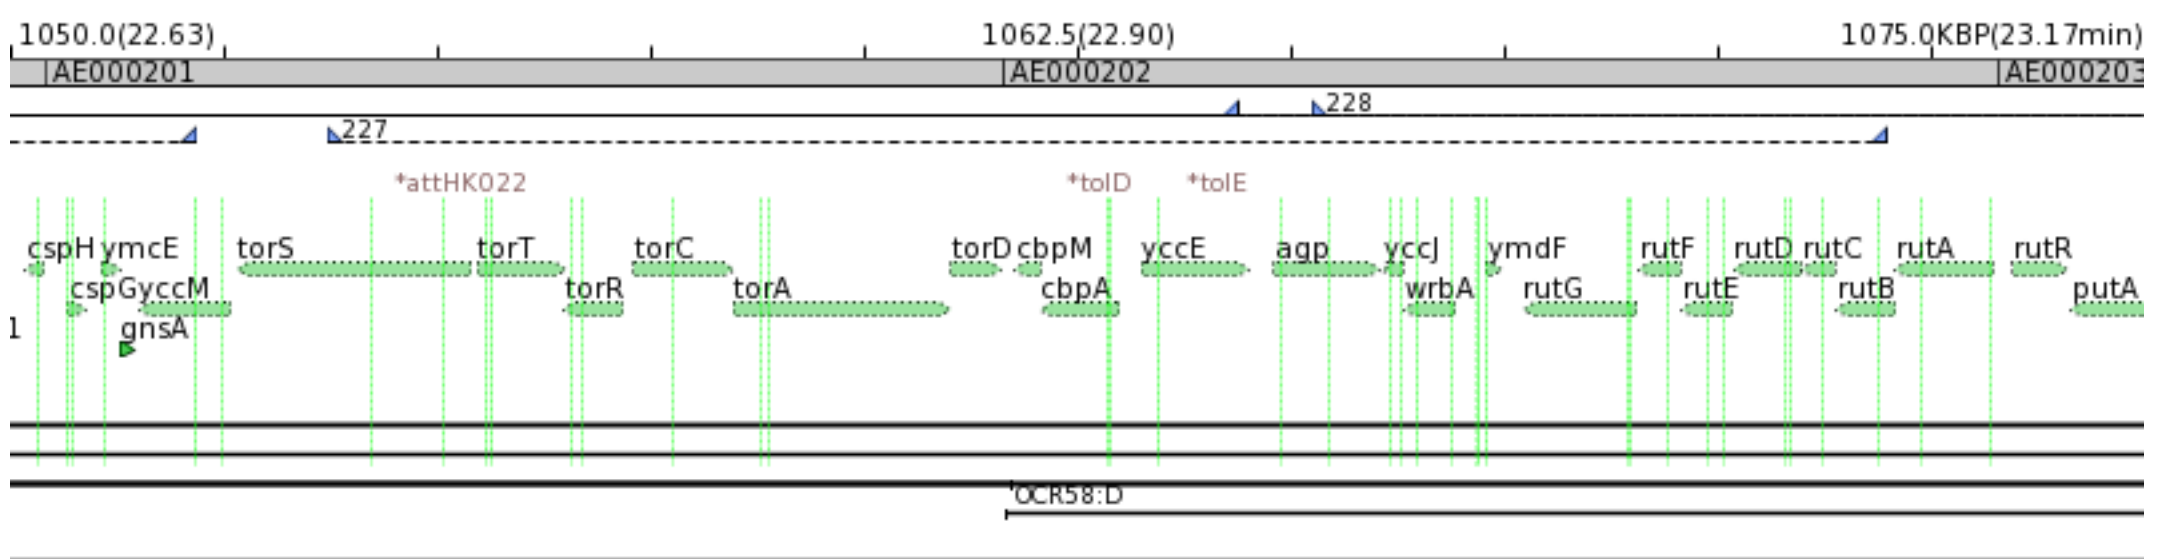 1050.0(22.63) 1062.5(22.90) 1075.0KBP(23.17min)
AE000201 AE000202 AE000203
228
227
*attHK022 *tolD *tolE
cspH ymcE torS torT torC torD cbpM yccE agp yccJ ymdF rutF rutD rutC rutA rutR
cspG yccM torR torA cbpA wrbA rutG rutE rutB putA
1 gnsA
OCR58:D